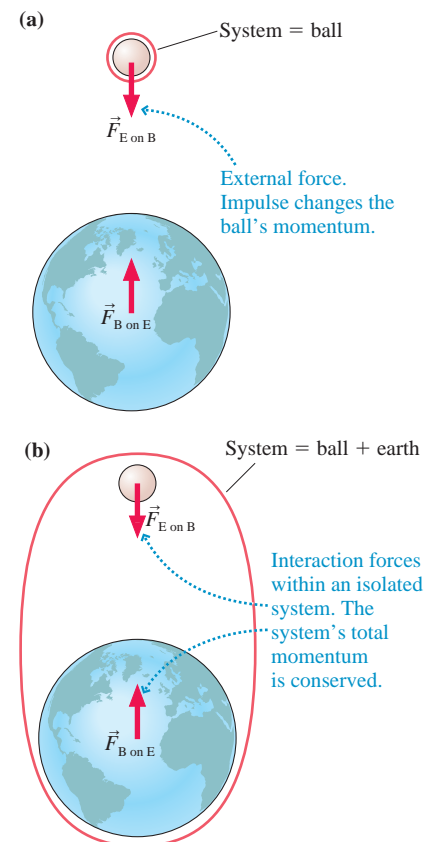 (a)
System = ball
F⃗E on B
External force.
Impulse changes the
ball's momentum.
F⃗B on E
(b)
System = ball + earth
F⃗E on B
Interaction forces
within an isolated
system. The
system's total
momentum
is conserved.
F⃗B on E